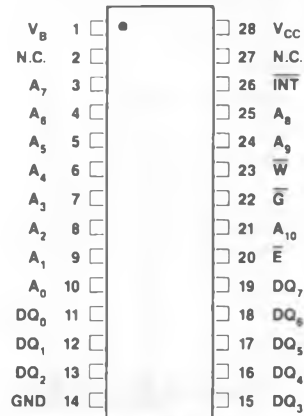 V_B 1 28 V_CC
N.C. 2 27 N.C.
A_7 3 26 I̅N̅T̅
A_6 4 25 A_8
A_5 5 24 A_9
A_4 6 23 W̅
A_3 7 22 G̅
A_2 8 21 A_10
A_1 9 20 E̅
A_0 10 19 DQ_7
DQ_0 11 18 DQ_6
DQ_1 12 17 DQ_5
DQ_2 13 16 DQ_4
GND 14 15 DQ_3